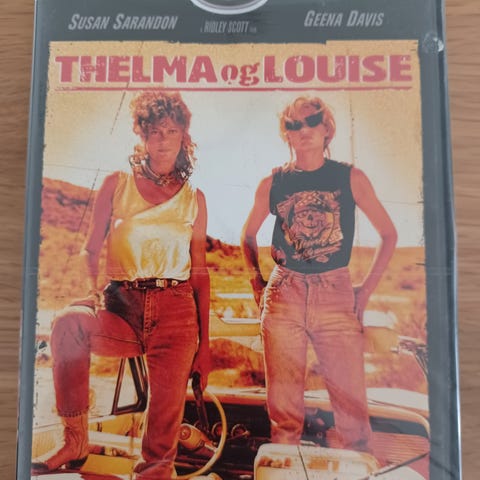 SUSAN SARANDON A RIDLEY SCOTT FILM GEENA DAVIS
THELMA og LOUISE